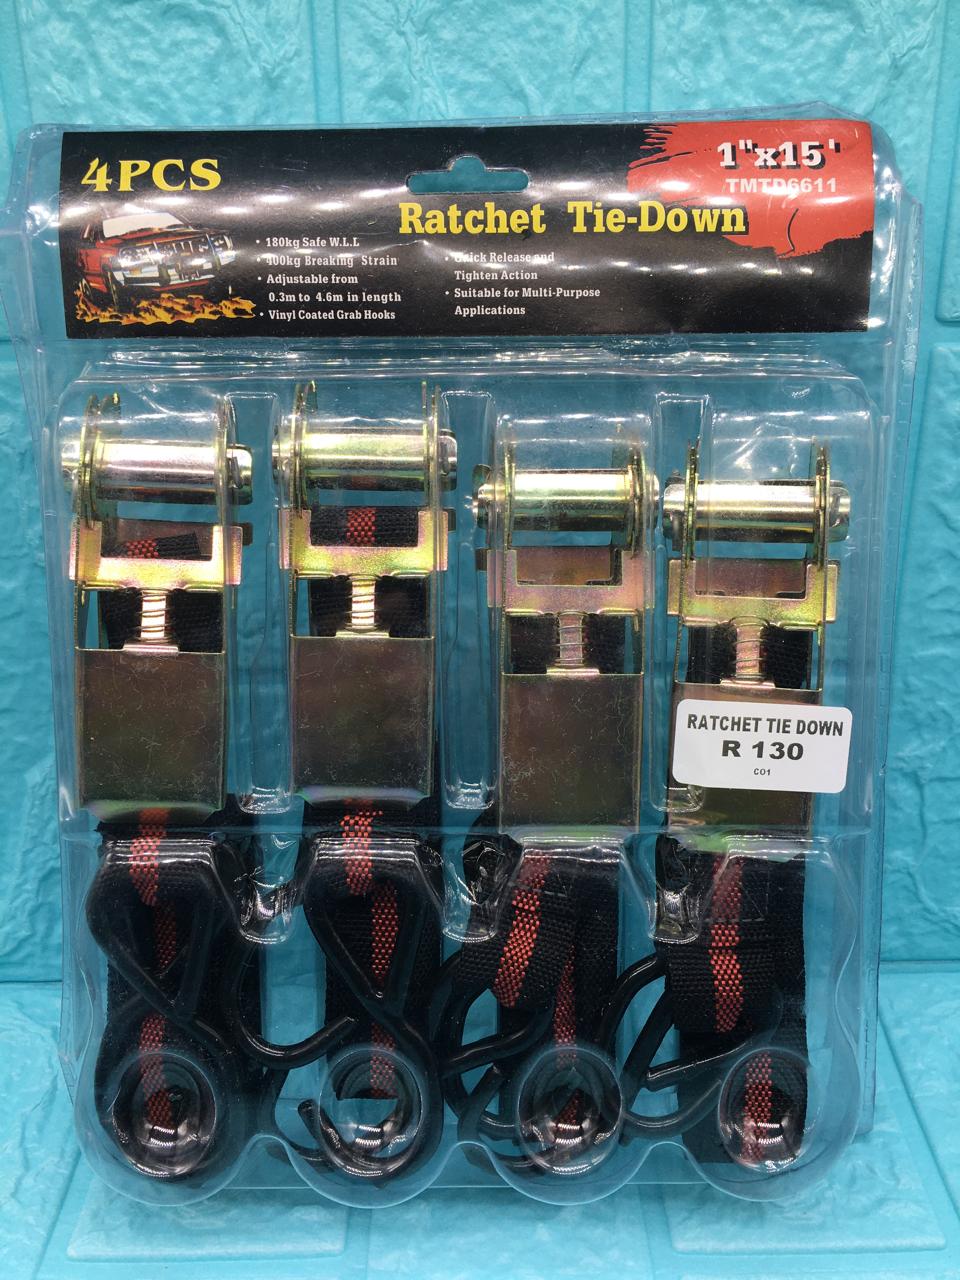 4PCS
1"x15'
TMTD6611
Ratchet Tie-Down
• 180kg Safe W.L.L
• 400kg Breaking Strain
• Adjustable from
0.3m to 4.6m in length
• Vinyl Coated Grab Hooks
• Quick Release and
Tighten Action
• Suitable for Multi-Purpose
Applications
RATCHET TIE DOWN
R 130
CO1